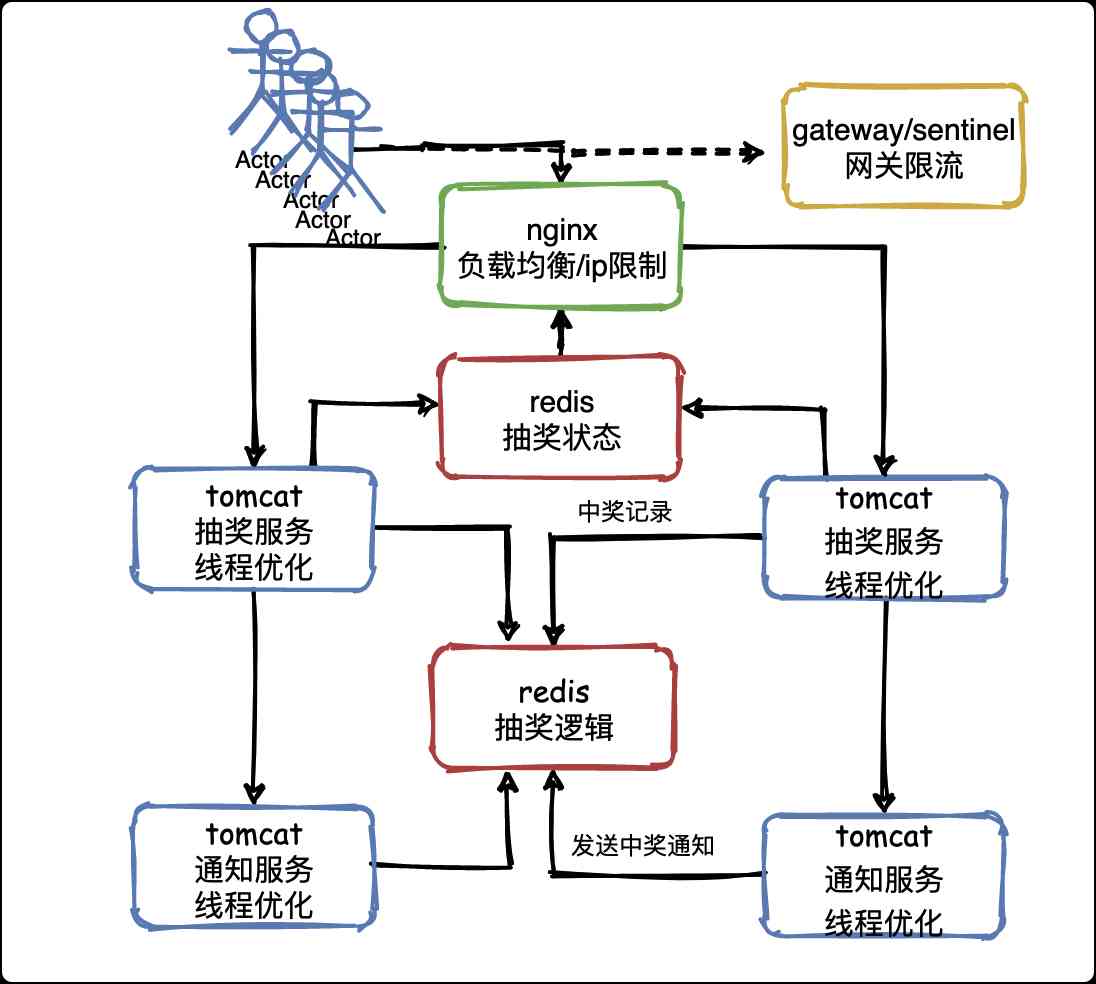 Actor
Actor
Actor
Actor
Actor
gateway/sentinel
网关限流
nginx
负载均衡/ip限制
redis
抽奖状态
tomcat
抽奖服务
线程优化
中奖记录
tomcat
抽奖服务
线程优化
redis
抽奖逻辑
tomcat
通知服务
线程优化
发送中奖通知
tomcat
通知服务
线程优化